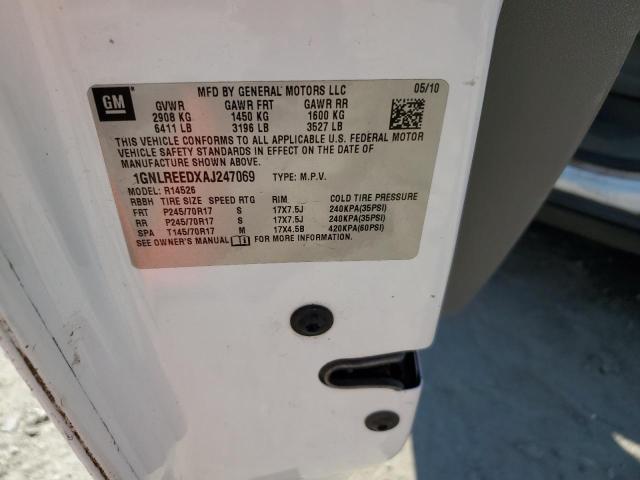 GM
MFD BY GENERAL MOTORS LLC 05/10
GVWR GAWR FRT GAWR RR
2908 KG 1450 KG 1600 KG
6411 LB 3196 LB 3527 LB
THIS VEHICLE CONFORMS TO ALL APPLICABLE U.S. FEDERAL MOTOR
VEHICLE SAFETY STANDARDS IN EFFECT ON THE DATE OF
MANUFACTURE SHOWN ABOVE.
1GNLREEDXAJ247069 TYPE: M.P.V.
MODEL: R14526
RBBH TIRE SIZE SPEED RTG RIM COLD TIRE PRESSURE
FRT P245/70R17 S 17X7.5J 240KPA(35PSI)
RR P245/70R17 S 17X7.5J 240KPA(35PSI)
SPA T145/70R17 M 17X4.5B 420KPA(60PSI)
SEE OWNER'S MANUAL FOR MORE INFORMATION.